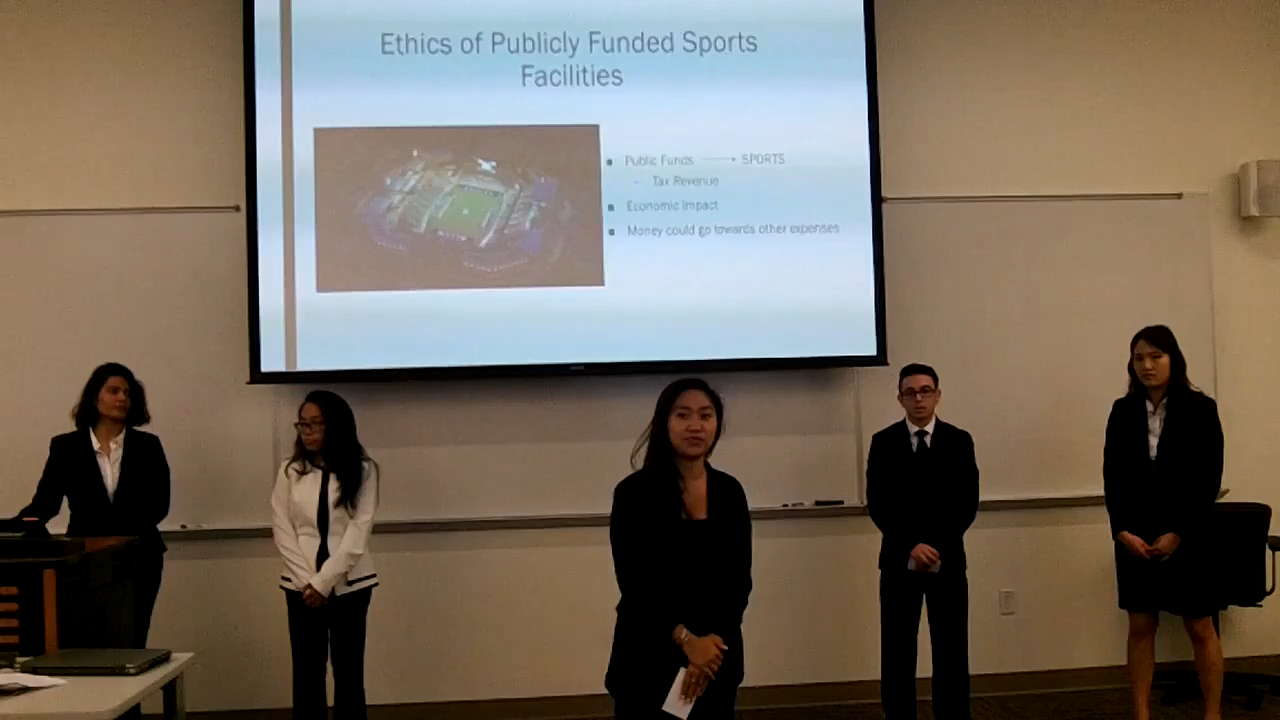 Ethics of Publicly Funded Sports
Facilities
Public Funds → SPORTS
- Tax Revenue
Economic Impact
Money could go towards other expenses